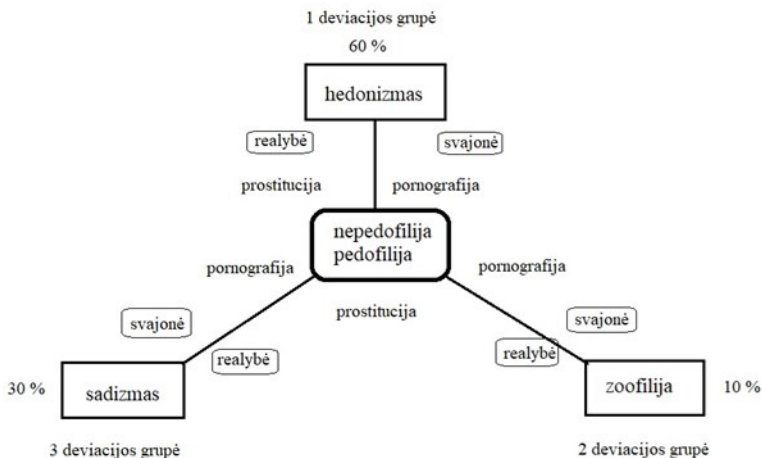 1 deviacijos grupė
60 %
hedonizmas
realybė
svajonė
prostitucija
pornografija
nepedofilija
pedofilija
pornografija
pornografija
prostitucija
svajonė
svajonė
realybė
realybė
30 %
sadizmas
zoofilija
10 %
3 deviacijos grupė
2 deviacijos grupė